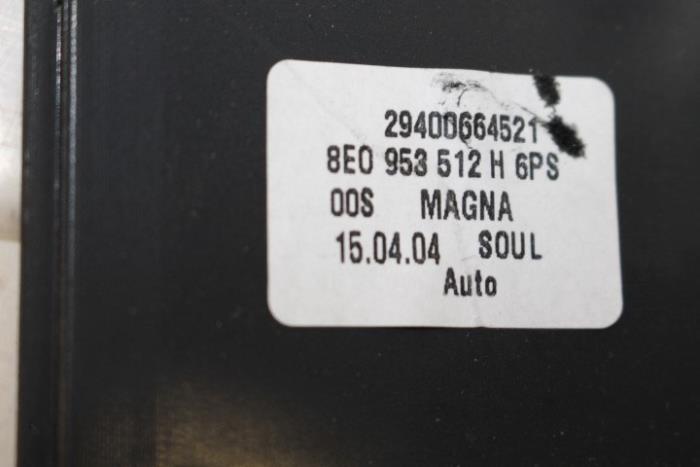 29400664521
8E0 953 512 H 6PS
00S MAGNA
15.04.04 SOUL
Auto